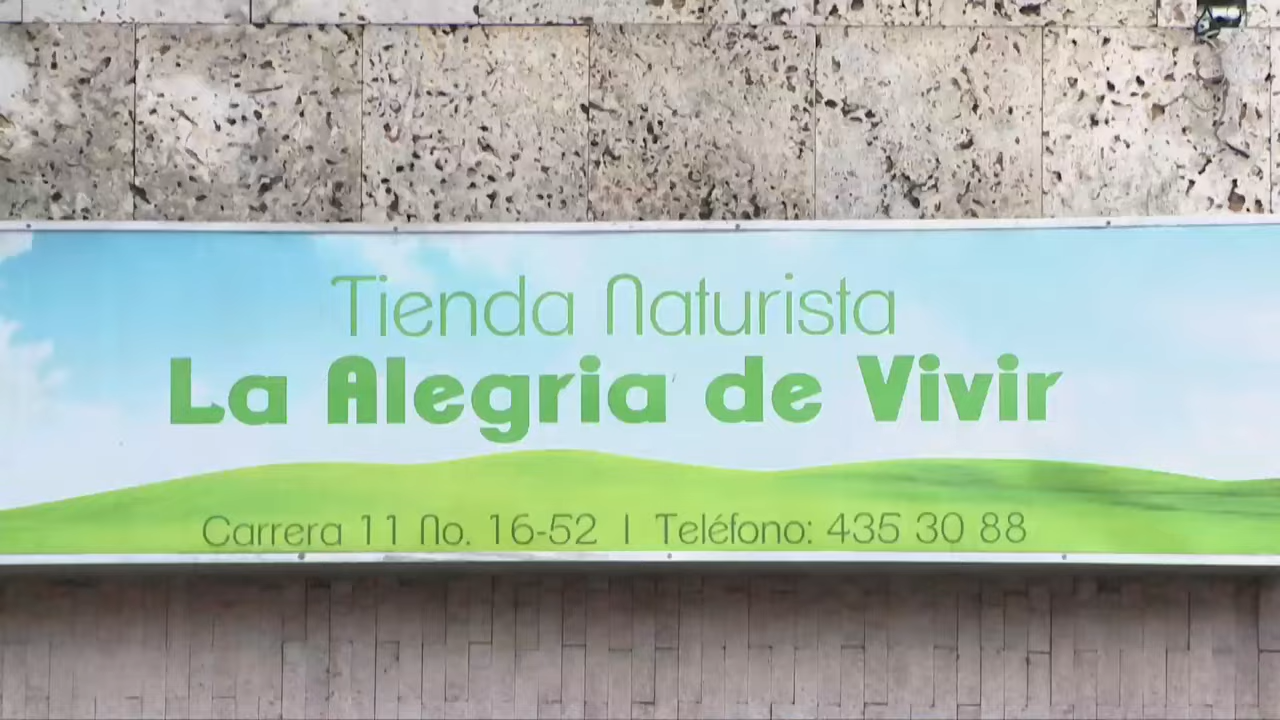 Tienda Naturista
La Alegria de Vivir
Carrera 11 No. 16-52 | Teléfono: 435 30 88